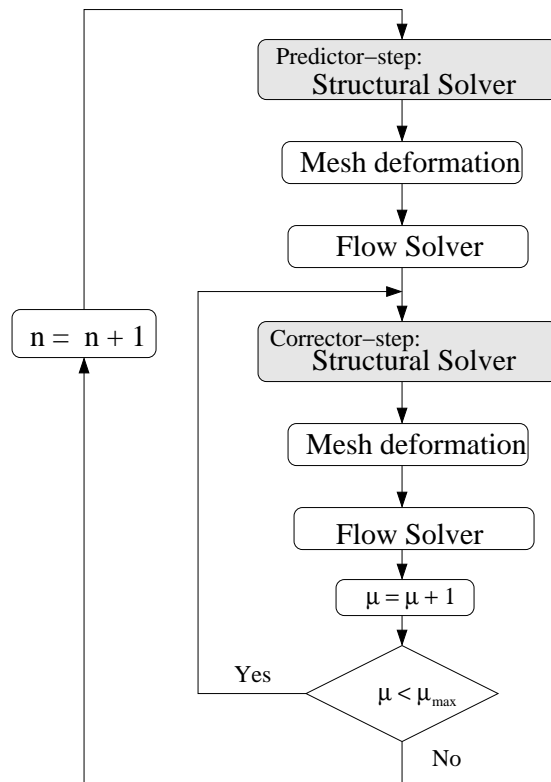 Predictor−step:
Structural Solver
Mesh deformation
Flow Solver
n = n + 1
Corrector−step:
Structural Solver
Mesh deformation
Flow Solver
μ = μ + 1
Yes
μ < μmax
No